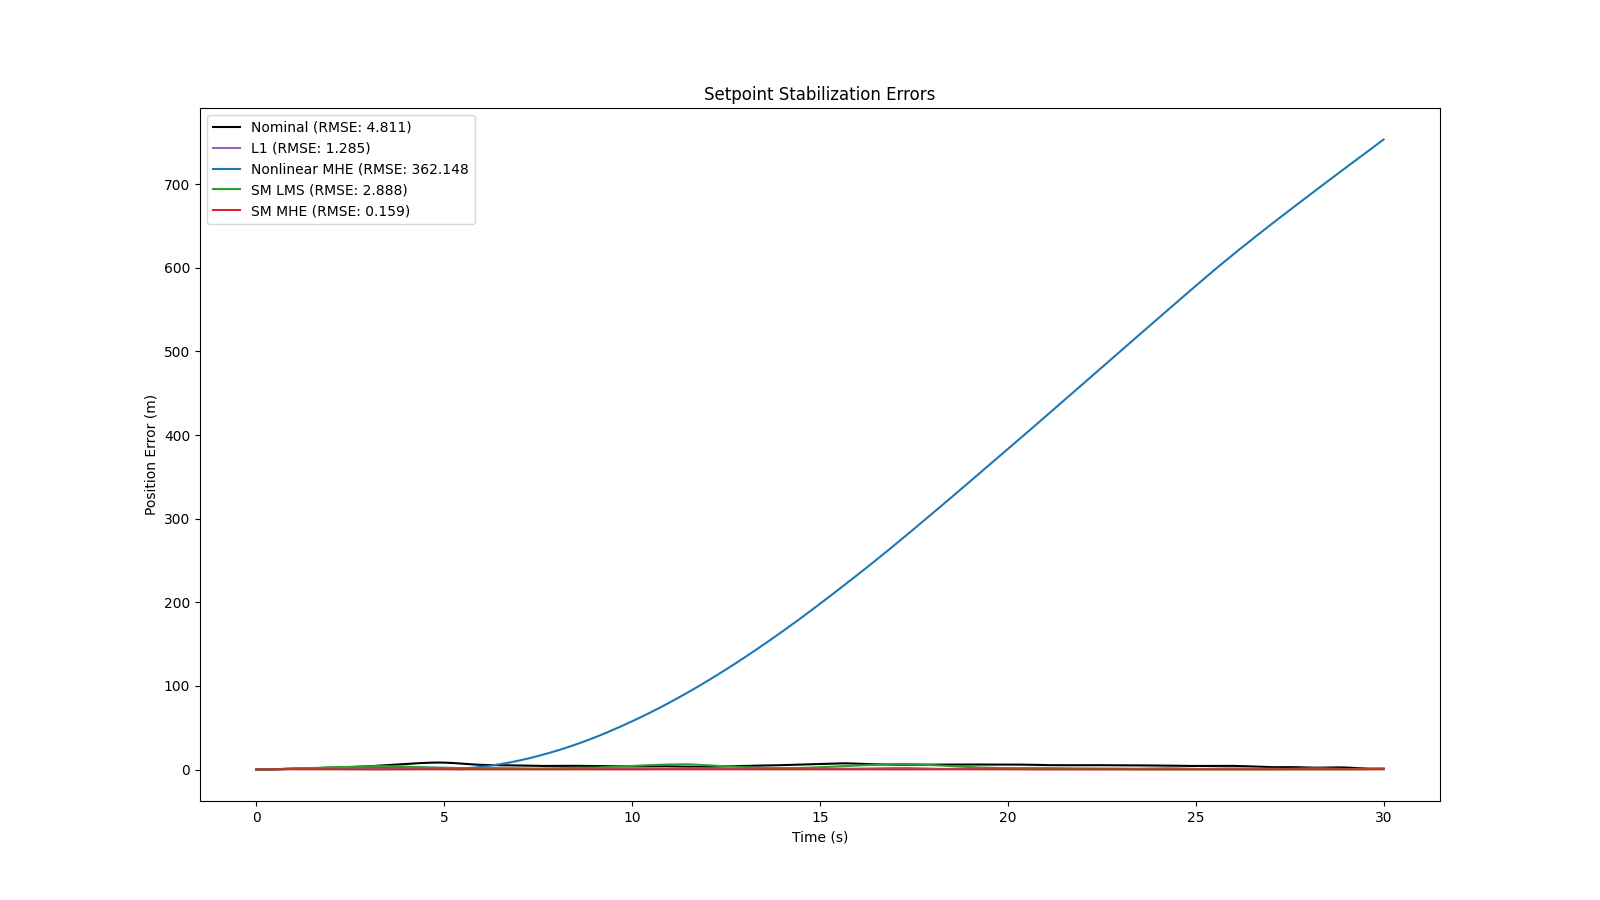 Setpoint Stabilization Errors
Nominal (RMSE: 4.811)
L1 (RMSE: 1.285)
Nonlinear MHE (RMSE: 362.148
SM LMS (RMSE: 2.888)
SM MHE (RMSE: 0.159)
700
600
500
400
300
200
100
0
Position Error (m)
0 5 10 15 20 25 30
Time (s)